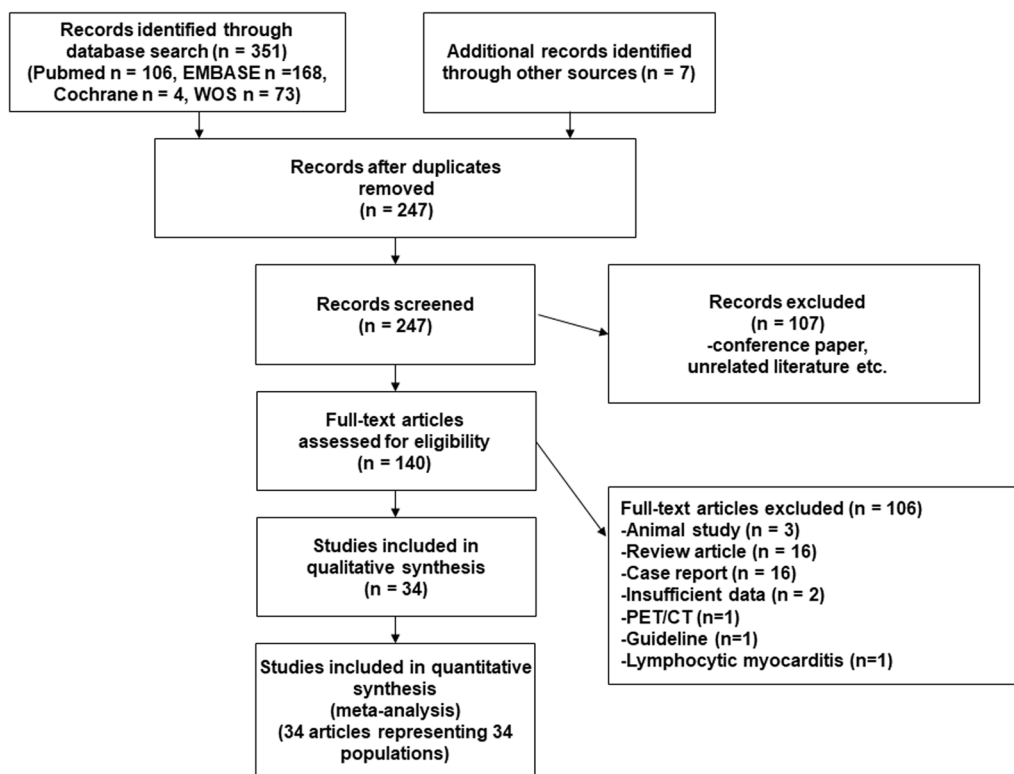 Records identified through
database search (n = 351)
(Pubmed n = 106, EMBASE n =168,
Cochrane n = 4, WOS n = 73)
Additional records identified
through other sources (n = 7)
Records after duplicates
removed
(n = 247)
Records screened
(n = 247)
Records excluded
(n = 107)
-conference paper,
unrelated literature etc.
Full-text articles
assessed for eligibility
(n = 140)
Full-text articles excluded (n = 106)
-Animal study (n = 3)
-Review article (n = 16)
-Case report (n = 16)
-Insufficient data (n = 2)
-PET/CT (n=1)
-Guideline (n=1)
-Lymphocytic myocarditis (n=1)
Studies included in
qualitative synthesis
(n = 34)
Studies included in quantitative
synthesis
(meta-analysis)
(34 articles representing 34
populations)